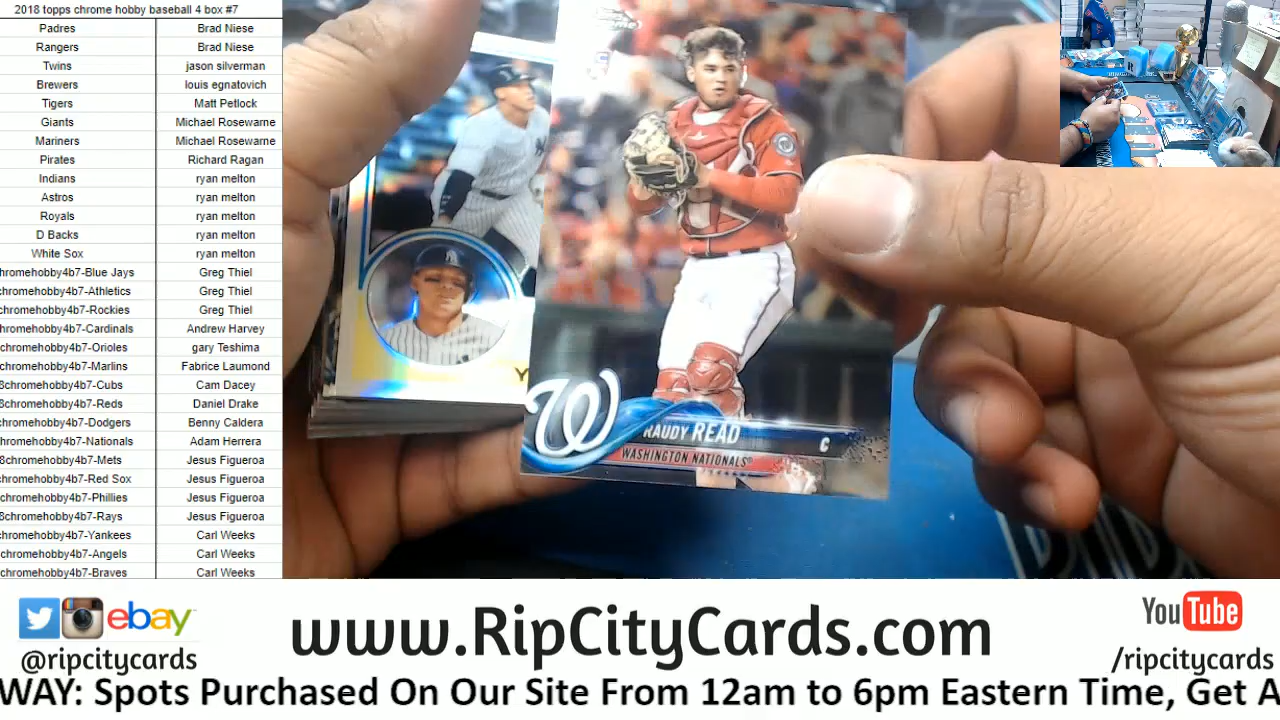 2018 topps chrome hobby baseball 4 box #7
Padres Brad Niese
Rangers Brad Niese
Twins jason silverman
Brewers louis egnatovich
Tigers Matt Petlock
Giants Michael Rosewarne
Mariners Michael Rosewarne
Pirates Richard Ragan
Indians ryan melton
Astros ryan melton
Royals ryan melton
D Backs ryan melton
White Sox ryan melton
hromehobby4b7-Blue Jays Greg Thiel
chromehobby4b7-Athletics Greg Thiel
chromehobby4b7-Rockies Greg Thiel
chromehobby4b7-Cardinals Andrew Harvey
chromehobby4b7-Orioles gary Teshima
chromehobby4b7-Marlins Fabrice Laumond
8chromehobby4b7-Cubs Cam Dacey
8chromehobby4b7-Reds Daniel Drake
chromehobby4b7-Dodgers Benny Caldera
chromehobby4b7-Nationals Adam Herrera
8chromehobby4b7-Mets Jesus Figueroa
chromehobby4b7-Red Sox Jesus Figueroa
8chromehobby4b7-Phillies Jesus Figueroa
8chromehobby4b7-Rays Jesus Figueroa
chromehobby4b7-Yankees Carl Weeks
chromehobby4b7-Angels Carl Weeks
chromehobby4b7-Braves Carl Weeks
Y
W
RAUDY READ C
WASHINGTON NATIONALS®
ebay
@ripcitycards
www.RipCityCards.com
YouTube
/ripcitycards
WAY: Spots Purchased On Our Site From 12am to 6pm Eastern Time, Get A